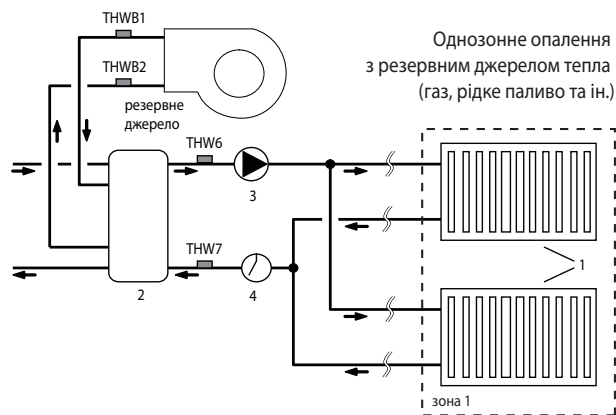 THWB1
THWB2
Однозонне опалення
з резервним джерелом тепла
(газ, рідке паливо та ін.)
резервне
джерело
THW6
3
1
THW7
2
4
зона 1